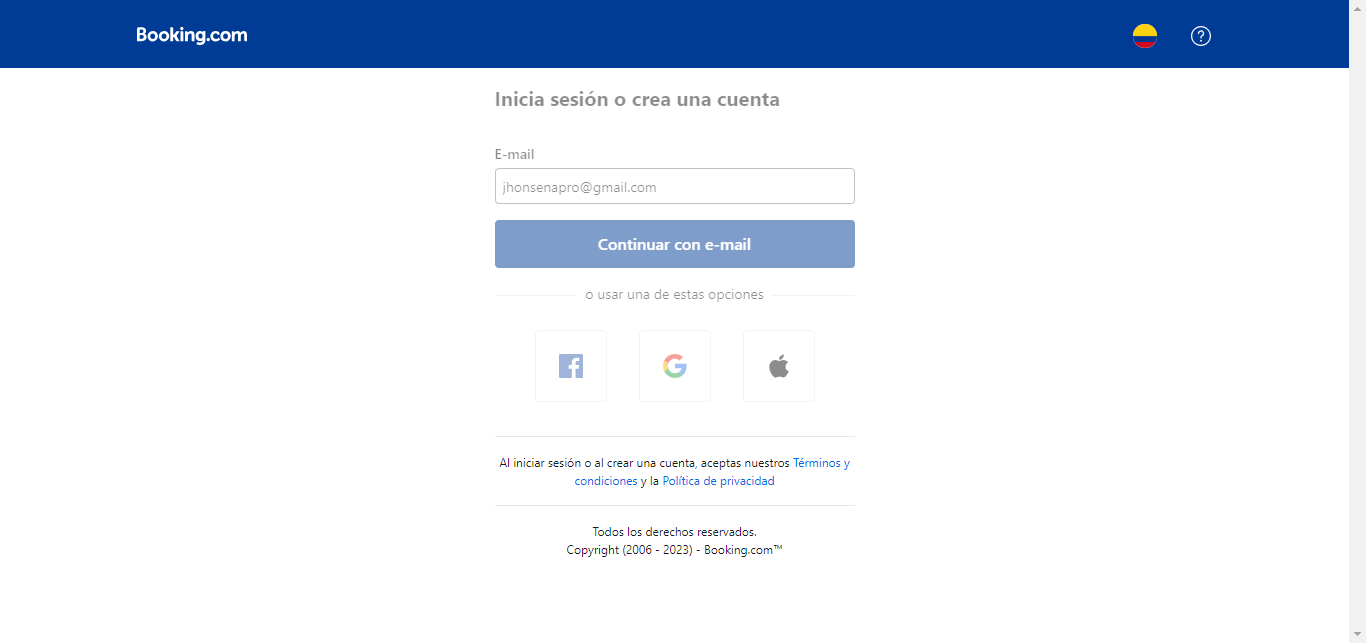 Booking.com
Inicia sesión o crea una cuenta
E-mail
jhonsenapro@gmail.com
Continuar con e-mail
o usar una de estas opciones
Al iniciar sesión o al crear una cuenta, aceptas nuestros Términos y
condiciones y la Política de privacidad
Todos los derechos reservados.
Copyright (2006 - 2023) - Booking.com™